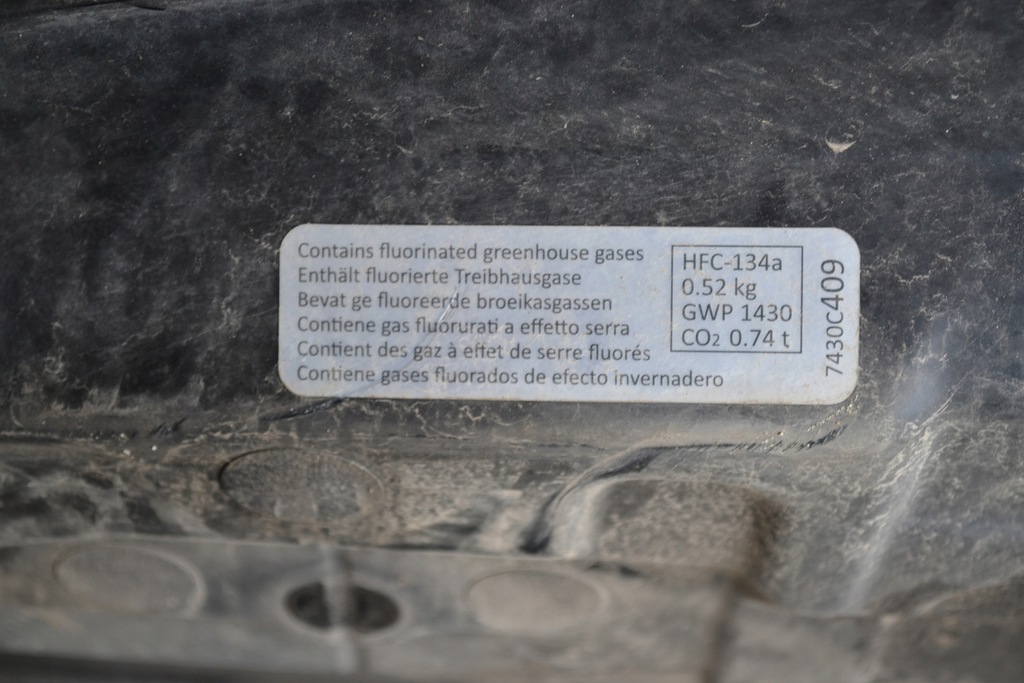 Contains fluorinated greenhouse gases
Enthält fluorierte Treibhausgase
Bevat ge fluoreerde broeikasgassen
Contiene gas fluorurati a effetto serra
Contient des gaz à effet de serre fluorés
Contiene gases fluorados de efecto invernadero
HFC-134a
0.52 kg
GWP 1430
CO2 0.74 t
7430C409